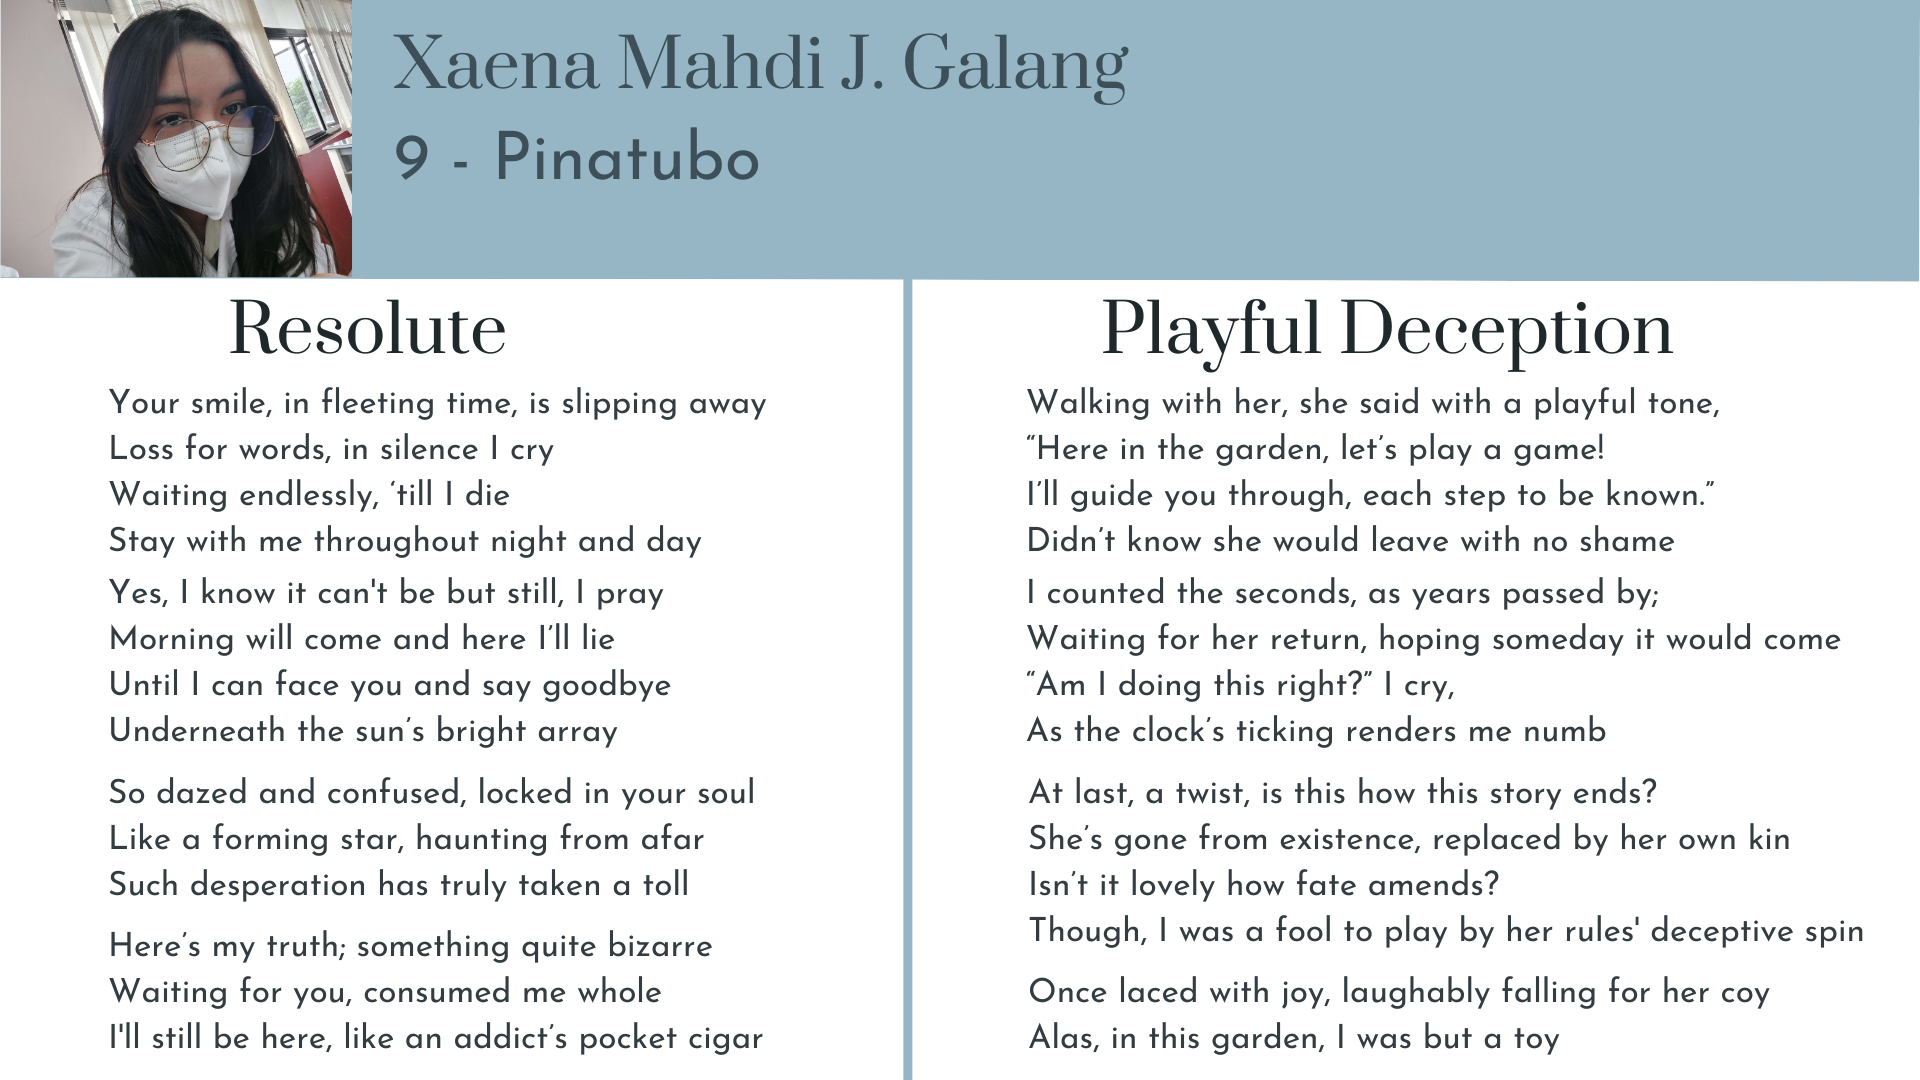 Xaena Mahdi J. Galang
9 - Pinatubo
Resolute
Your smile, in fleeting time, is slipping away
Loss for words, in silence I cry
Waiting endlessly, ‘till I die
Stay with me throughout night and day
Yes, I know it can't be but still, I pray
Morning will come and here I’ll lie
Until I can face you and say goodbye
Underneath the sun’s bright array
So dazed and confused, locked in your soul
Like a forming star, haunting from afar
Such desperation has truly taken a toll
Here’s my truth; something quite bizarre
Waiting for you, consumed me whole
I'll still be here, like an addict’s pocket cigar
Playful Deception
Walking with her, she said with a playful tone,
“Here in the garden, let’s play a game!
I’ll guide you through, each step to be known.”
Didn’t know she would leave with no shame
I counted the seconds, as years passed by;
Waiting for her return, hoping someday it would come
“Am I doing this right?” I cry,
As the clock’s ticking renders me numb
At last, a twist, is this how this story ends?
She’s gone from existence, replaced by her own kin
Isn’t it lovely how fate amends?
Though, I was a fool to play by her rules' deceptive spin
Once laced with joy, laughably falling for her coy
Alas, in this garden, I was but a toy